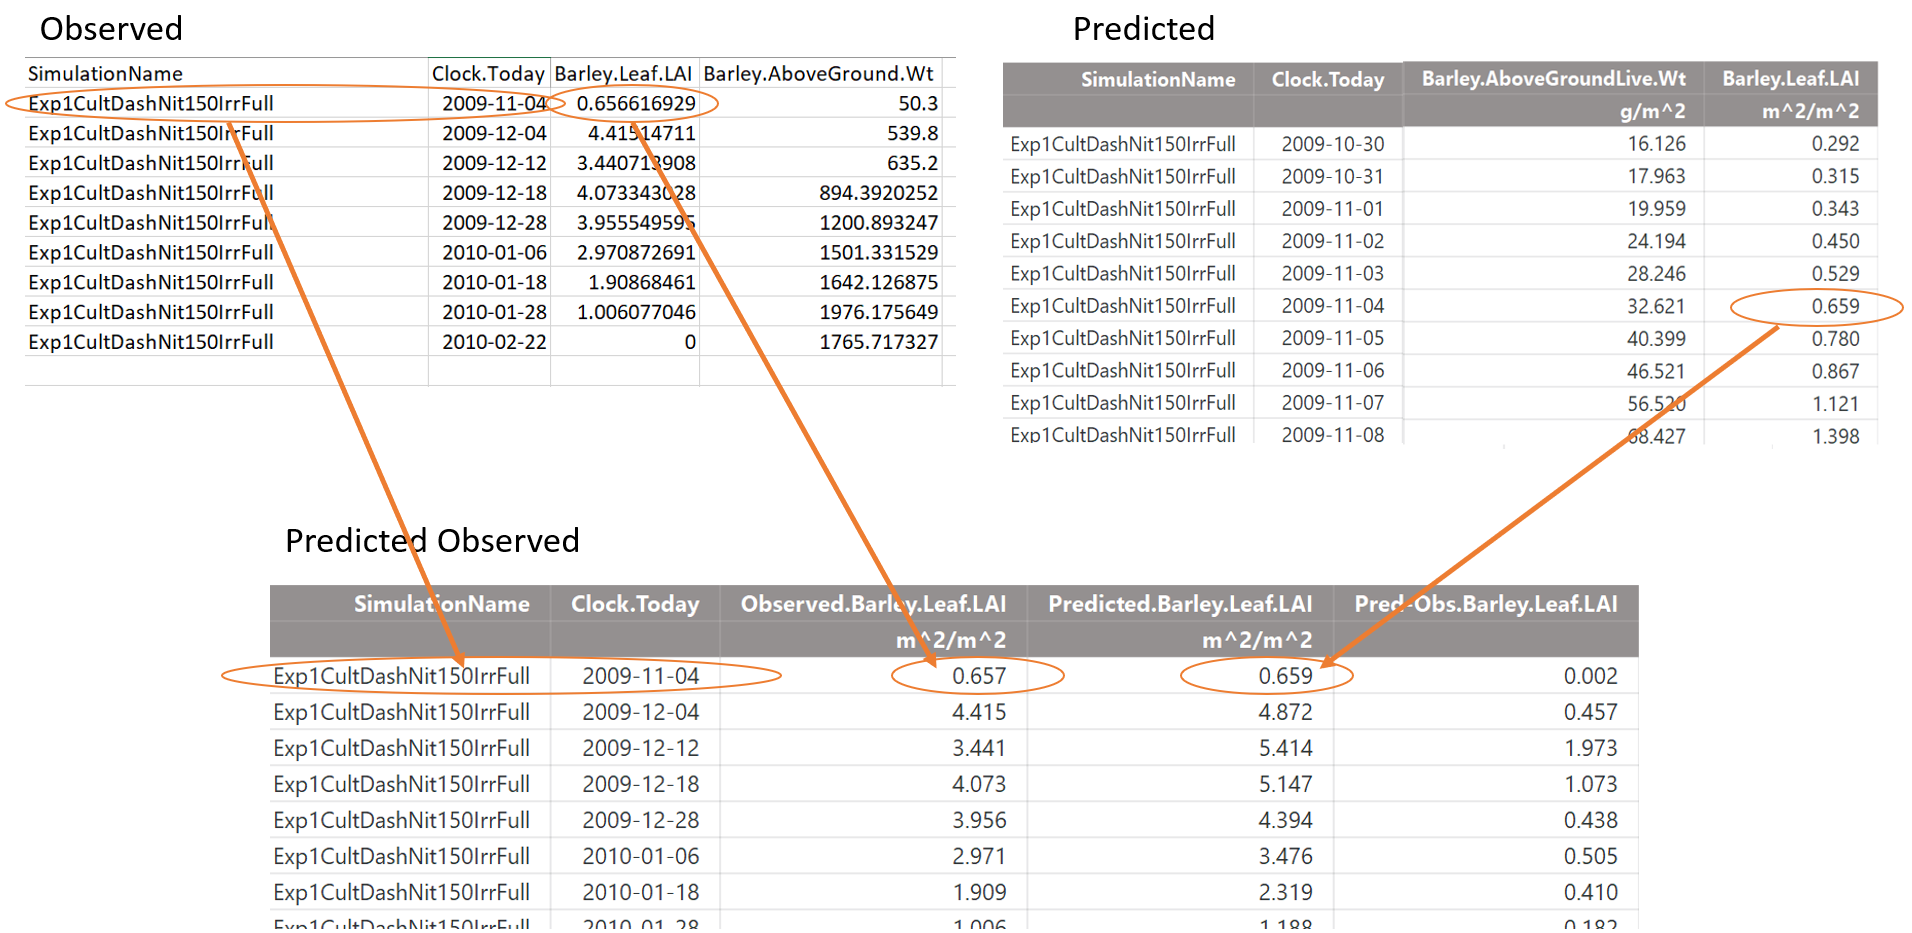 Observed
SimulationName Clock.Today Barley.Leaf.LAI Barley.AboveGround.Wt
Exp1CultDashNit150IrrFull 2009-11-04 0.656616929 50.3
Exp1CultDashNit150IrrFull 2009-12-04 4.41514711 539.8
Exp1CultDashNit150IrrFull 2009-12-12 3.440713908 635.2
Exp1CultDashNit150IrrFull 2009-12-18 4.073343028 894.3920252
Exp1CultDashNit150IrrFull 2009-12-28 3.955549595 1200.893247
Exp1CultDashNit150IrrFull 2010-01-06 2.970872691 1501.331529
Exp1CultDashNit150IrrFull 2010-01-18 1.90868461 1642.126875
Exp1CultDashNit150IrrFull 2010-01-28 1.006077046 1976.175649
Exp1CultDashNit150IrrFull 2010-02-22 0 1765.717327
Predicted
SimulationName Clock.Today Barley.AboveGroundLive.Wt Barley.Leaf.LAI
g/m^2 m^2/m^2
Exp1CultDashNit150IrrFull 2009-10-30 16.126 0.292
Exp1CultDashNit150IrrFull 2009-10-31 17.963 0.315
Exp1CultDashNit150IrrFull 2009-11-01 19.959 0.343
Exp1CultDashNit150IrrFull 2009-11-02 24.194 0.450
Exp1CultDashNit150IrrFull 2009-11-03 28.246 0.529
Exp1CultDashNit150IrrFull 2009-11-04 32.621 0.659
Exp1CultDashNit150IrrFull 2009-11-05 40.399 0.780
Exp1CultDashNit150IrrFull 2009-11-06 46.521 0.867
Exp1CultDashNit150IrrFull 2009-11-07 56.520 1.121
Exp1CultDashNit150IrrFull 2009-11-08 68.427 1.398
Predicted Observed
SimulationName Clock.Today Observed.Barley.Leaf.LAI Predicted.Barley.Leaf.LAI Pred-Obs.Barley.Leaf.LAI
m^2/m^2 m^2/m^2
Exp1CultDashNit150IrrFull 2009-11-04 0.657 0.659 0.002
Exp1CultDashNit150IrrFull 2009-12-04 4.415 4.872 0.457
Exp1CultDashNit150IrrFull 2009-12-12 3.441 5.414 1.973
Exp1CultDashNit150IrrFull 2009-12-18 4.073 5.147 1.073
Exp1CultDashNit150IrrFull 2009-12-28 3.956 4.394 0.438
Exp1CultDashNit150IrrFull 2010-01-06 2.971 3.476 0.505
Exp1CultDashNit150IrrFull 2010-01-18 1.909 2.319 0.410
Exp1CultDashNit150IrrFull 2010-01-28 1.006 1.188 0.182